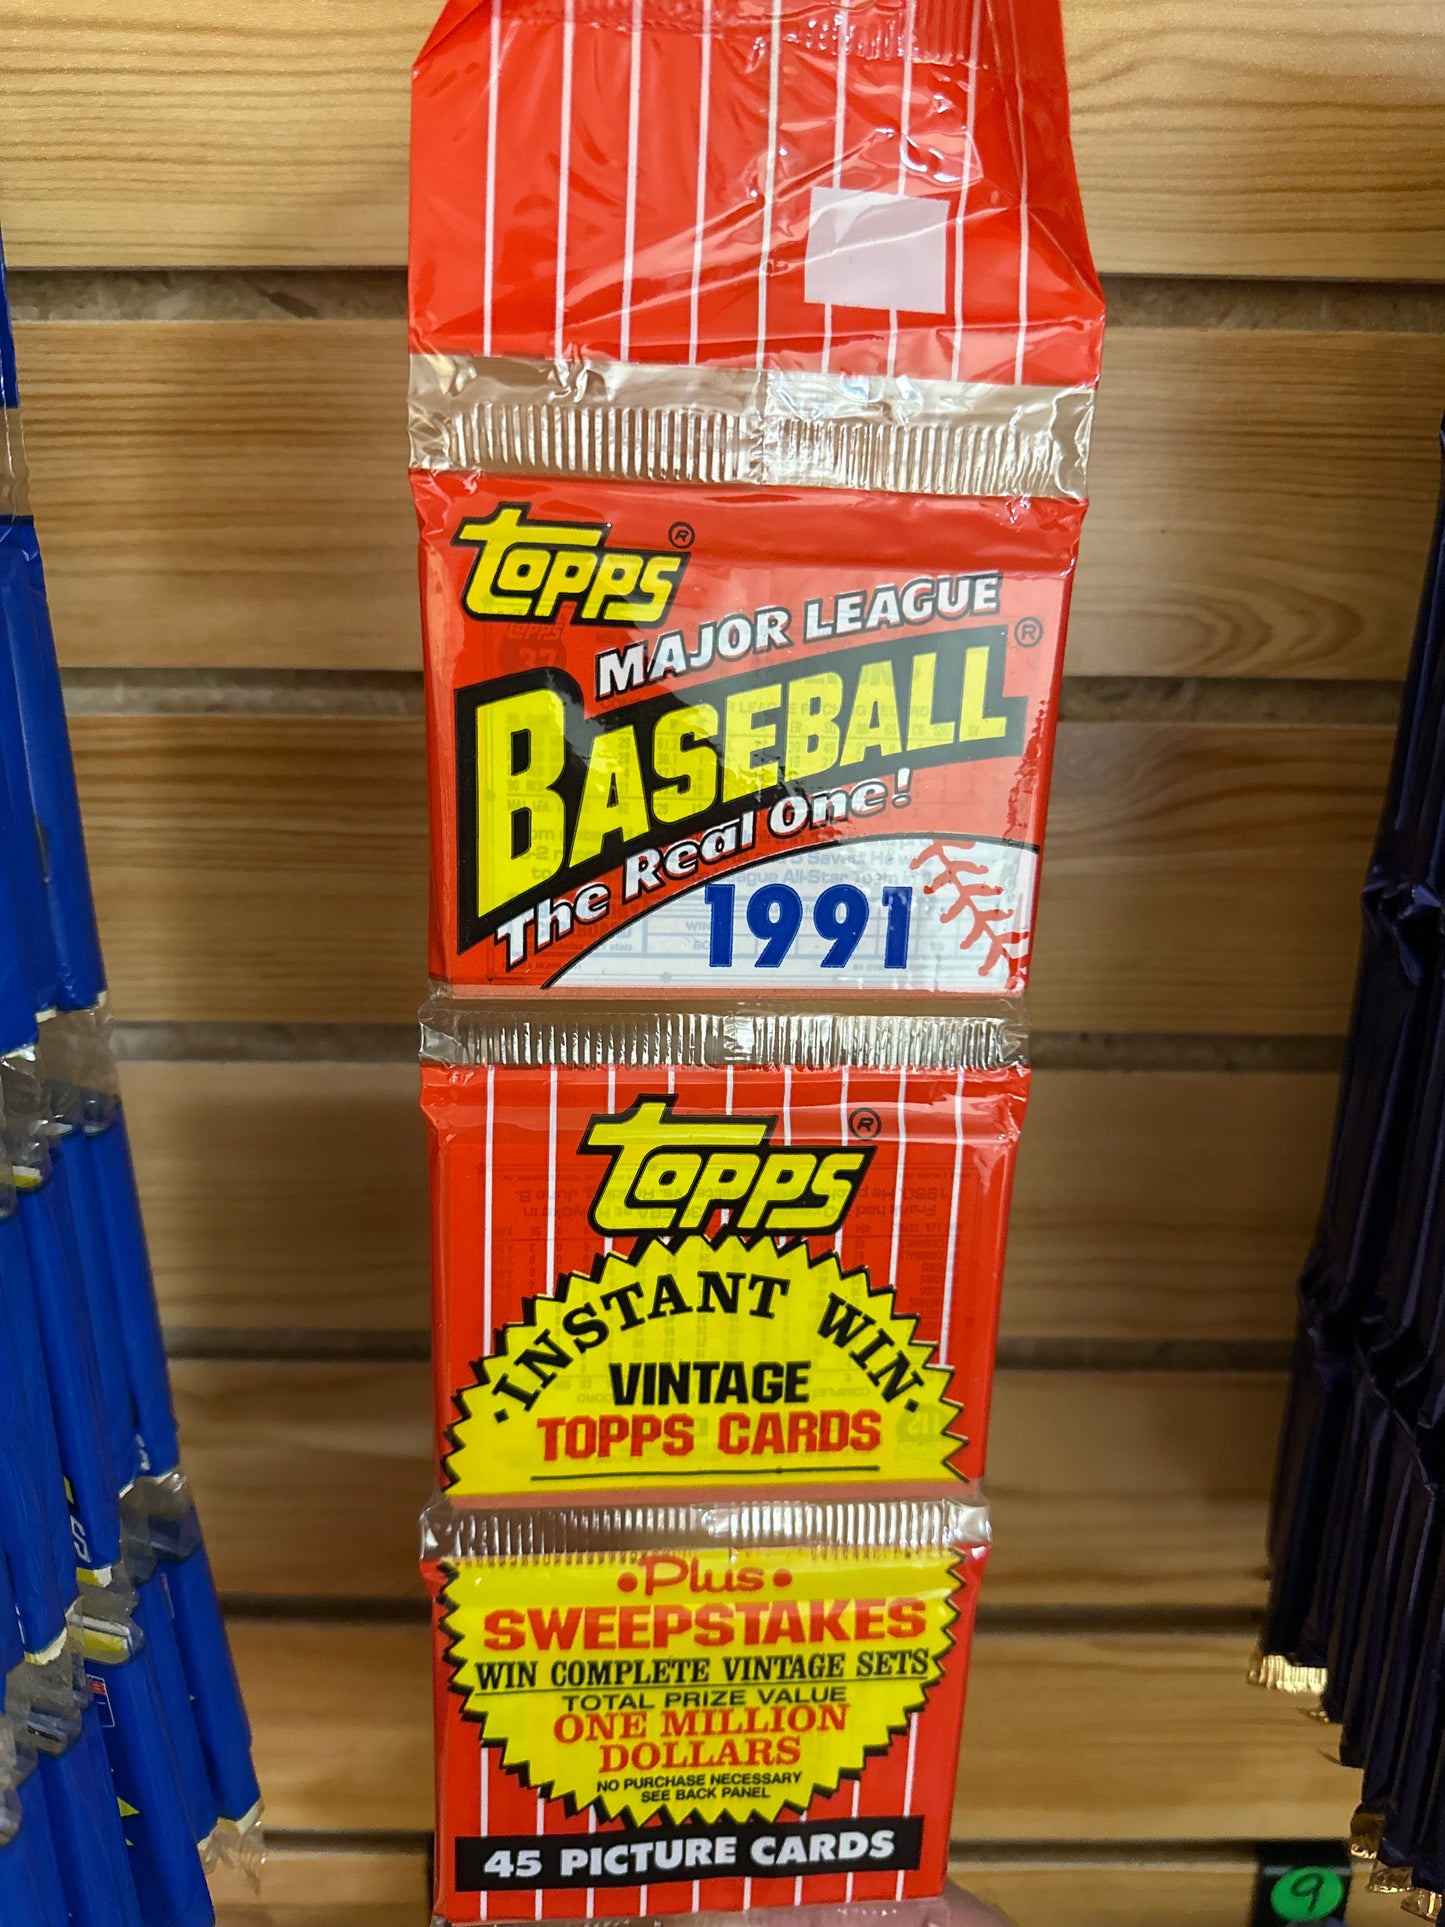 topps®
MAJOR LEAGUE
BASEBALL®
The Real One!
1991
topps®
·INSTANT WIN·
VINTAGE
TOPPS CARDS
•Plus•
SWEEPSTAKES
WIN COMPLETE VINTAGE SETS
TOTAL PRIZE VALUE
ONE MILLION
DOLLARS
NO PURCHASE NECESSARY
SEE BACK PANEL
45 PICTURE CARDS
9